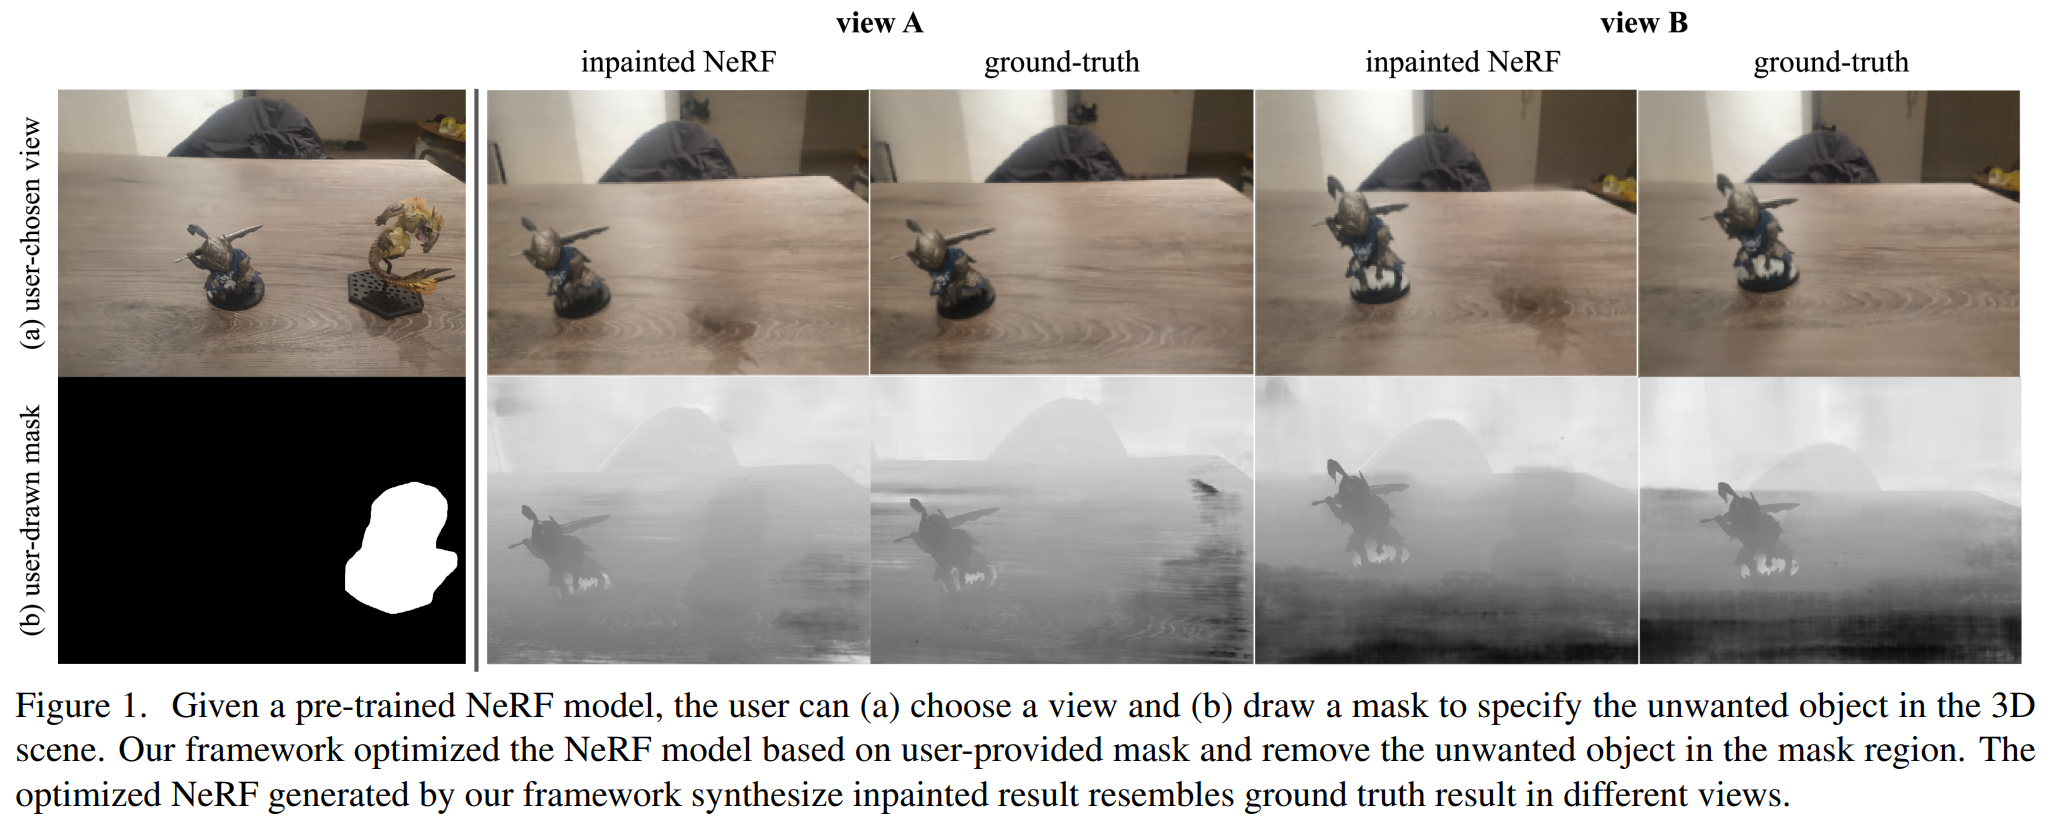 view A
view B
inpainted NeRF
ground-truth
inpainted NeRF
ground-truth
(a) user-chosen view
(b) user-drawn mask
Figure 1. Given a pre-trained NeRF model, the user can (a) choose a view and (b) draw a mask to specify the unwanted object in the 3D
scene. Our framework optimized the NeRF model based on user-provided mask and remove the unwanted object in the mask region. The
optimized NeRF generated by our framework synthesize inpainted result resembles ground truth result in different views.